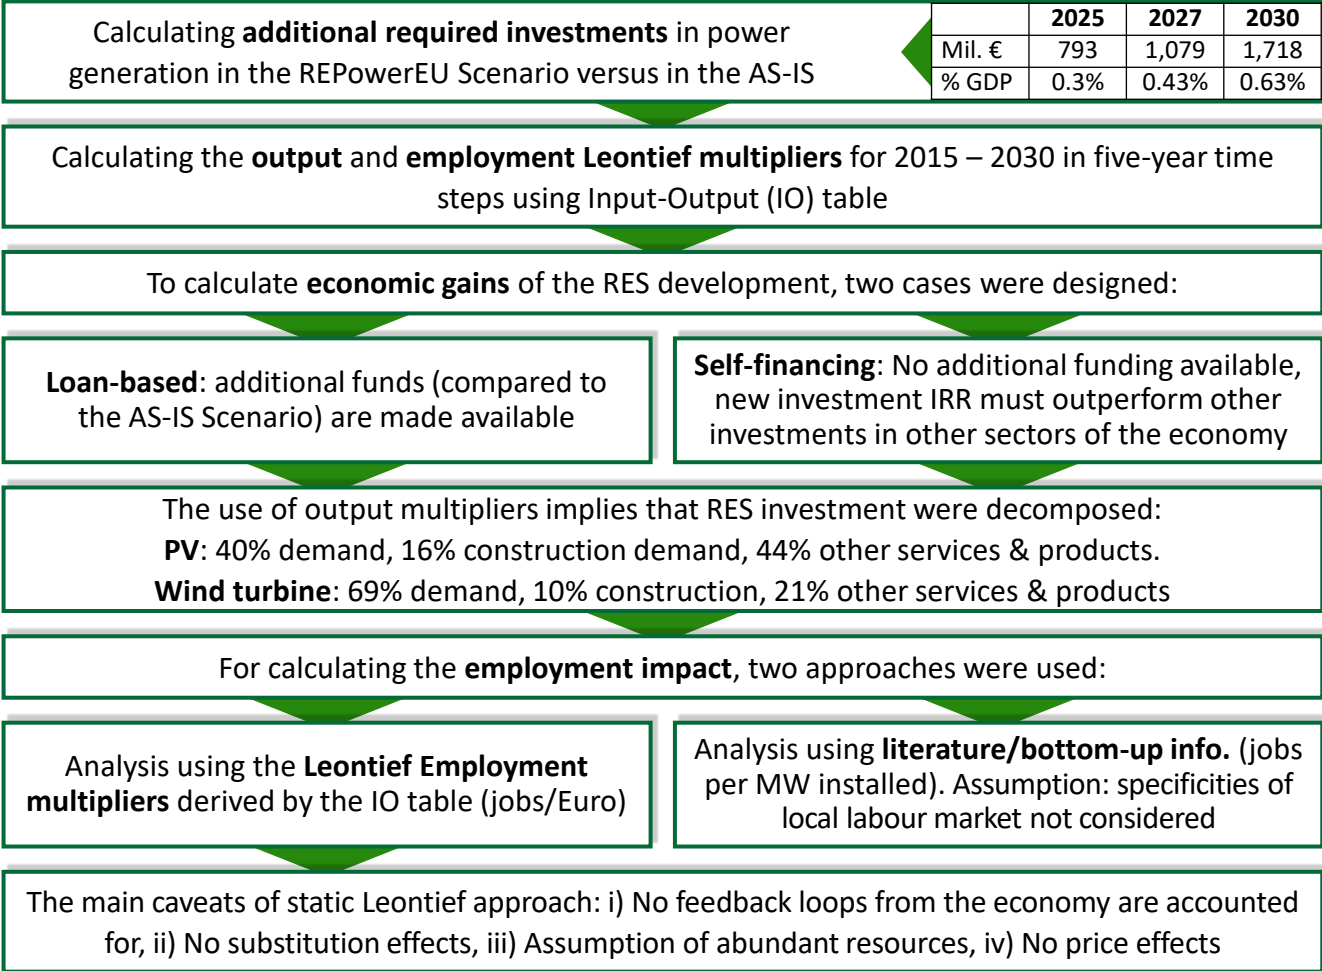 Calculating additional required investments in power
generation in the REPowerEU Scenario versus in the AS-IS
2025 2027 2030
Mil. € 793 1,079 1,718
% GDP 0.3% 0.43% 0.63%
Calculating the output and employment Leontief multipliers for 2015 – 2030 in five-year time
steps using Input-Output (IO) table
To calculate economic gains of the RES development, two cases were designed:
Loan-based: additional funds (compared to
the AS-IS Scenario) are made available
Self-financing: No additional funding available,
new investment IRR must outperform other
investments in other sectors of the economy
The use of output multipliers implies that RES investment were decomposed:
PV: 40% demand, 16% construction demand, 44% other services & products.
Wind turbine: 69% demand, 10% construction, 21% other services & products
For calculating the employment impact, two approaches were used:
Analysis using the Leontief Employment
multipliers derived by the IO table (jobs/Euro)
Analysis using literature/bottom-up info. (jobs
per MW installed). Assumption: specificities of
local labour market not considered
The main caveats of static Leontief approach: i) No feedback loops from the economy are accounted
for, ii) No substitution effects, iii) Assumption of abundant resources, iv) No price effects